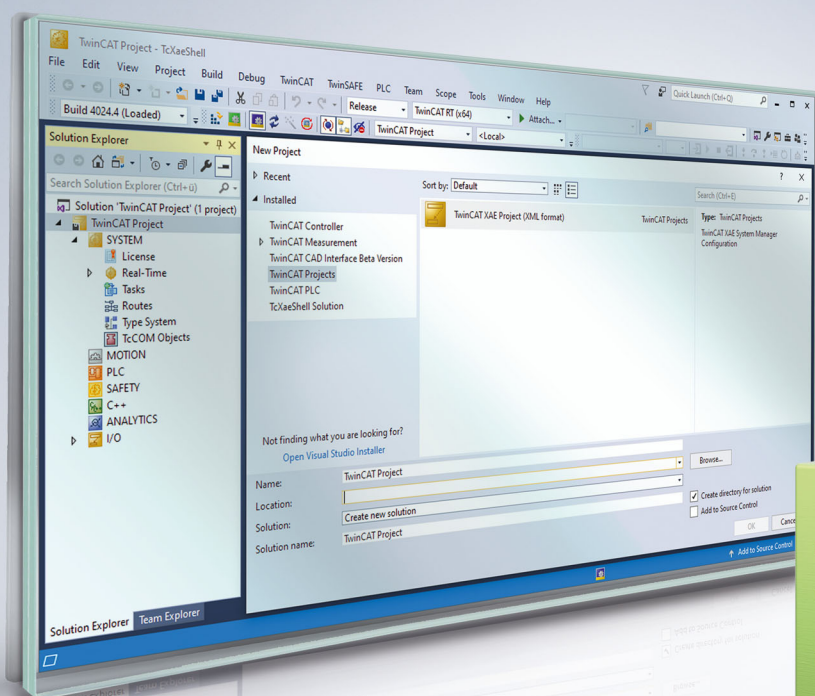 TwinCAT Project - TcXaeShell
File Edit View Project Build Debug TwinCAT TwinSAFE PLC Team Scope Tools Window Help
Quick Launch (Ctrl+Q)
Release
TwinCAT RT (x64)
Attach...
Build 4024.4 (Loaded)
TwinCAT Project
<Local>
Solution Explorer
Search Solution Explorer (Ctrl+ü)
Solution 'TwinCAT Project' (1 project)
TwinCAT Project
SYSTEM
License
Real-Time
Tasks
Routes
Type System
TcCOM Objects
MOTION
PLC
SAFETY
C++
ANALYTICS
I/O
Solution Explorer Team Explorer
New Project
? X
Recent
Installed
TwinCAT Controller
TwinCAT Measurement
TwinCAT CAD Interface Beta Version
TwinCAT Projects
TwinCAT PLC
TcXaeShell Solution
Not finding what you are looking for?
Open Visual Studio Installer
Sort by: Default
TwinCAT XAE Project (XML format) TwinCAT Projects
Search (Ctrl+E)
Type: TwinCAT Projects
TwinCAT XAE System Manager
Configuration
Name: TwinCAT Project
Location:
Browse...
Solution: Create new solution
Solution name: TwinCAT Project
Create directory for solution
Add to Source Control
OK
Cance
Add to Source Control